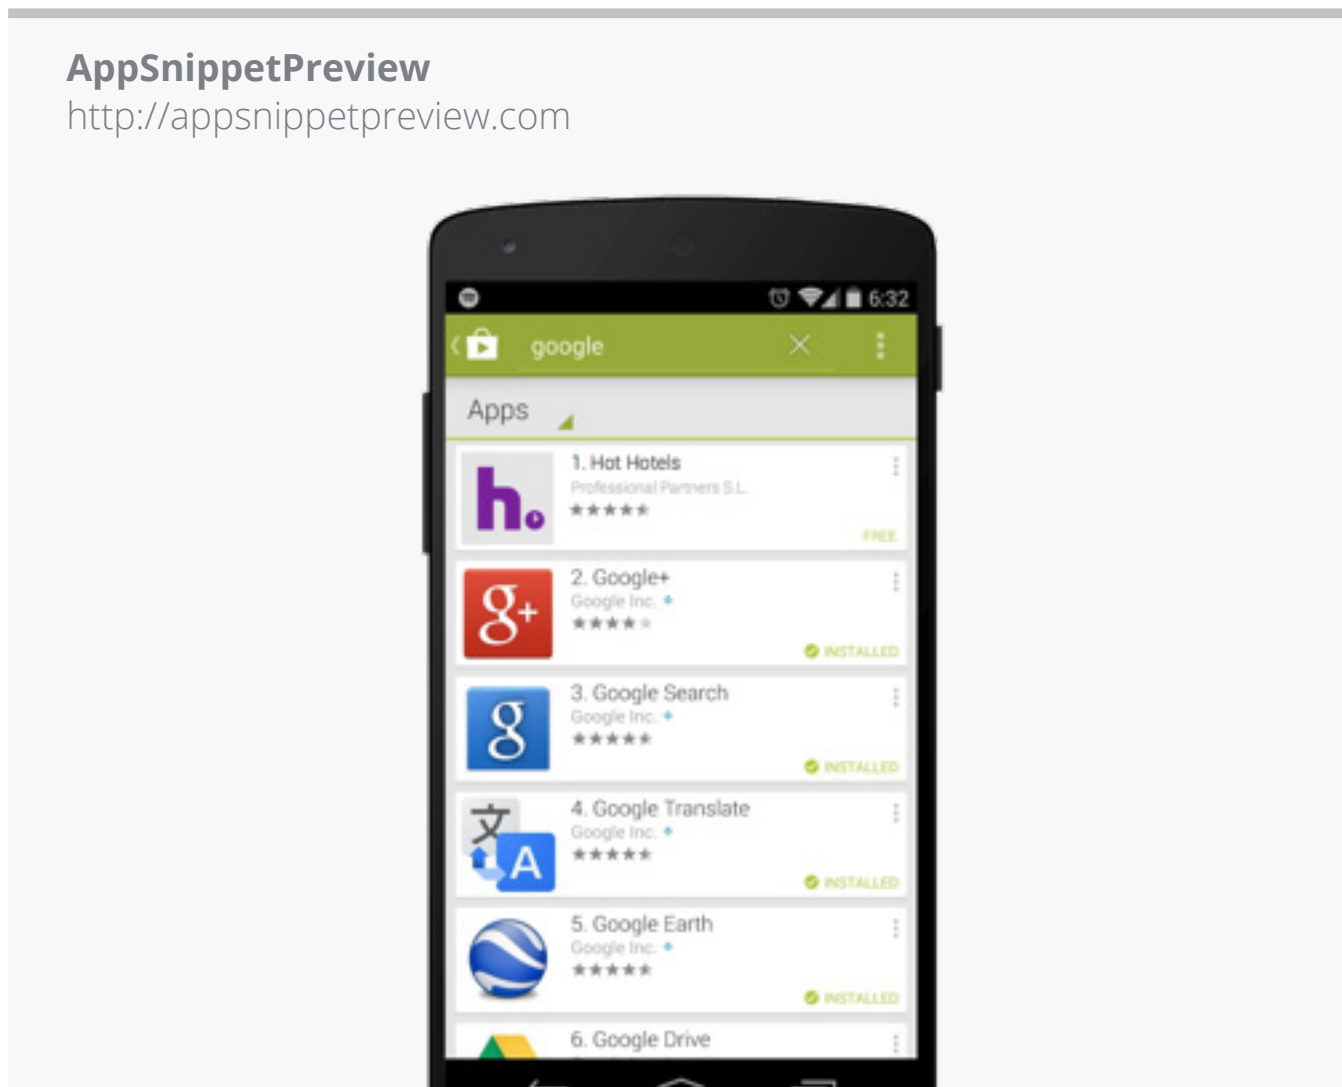 AppSnippetPreview
http://appsnippetpreview.com
6:32
google
Apps
1. Hot Hotels
Professional Partners S.L.
FREE
h.
2. Google+
Google Inc.
INSTALLED
g+
3. Google Search
Google Inc.
INSTALLED
g
4. Google Translate
Google Inc.
INSTALLED
文
A
5. Google Earth
Google Inc.
INSTALLED
6. Google Drive